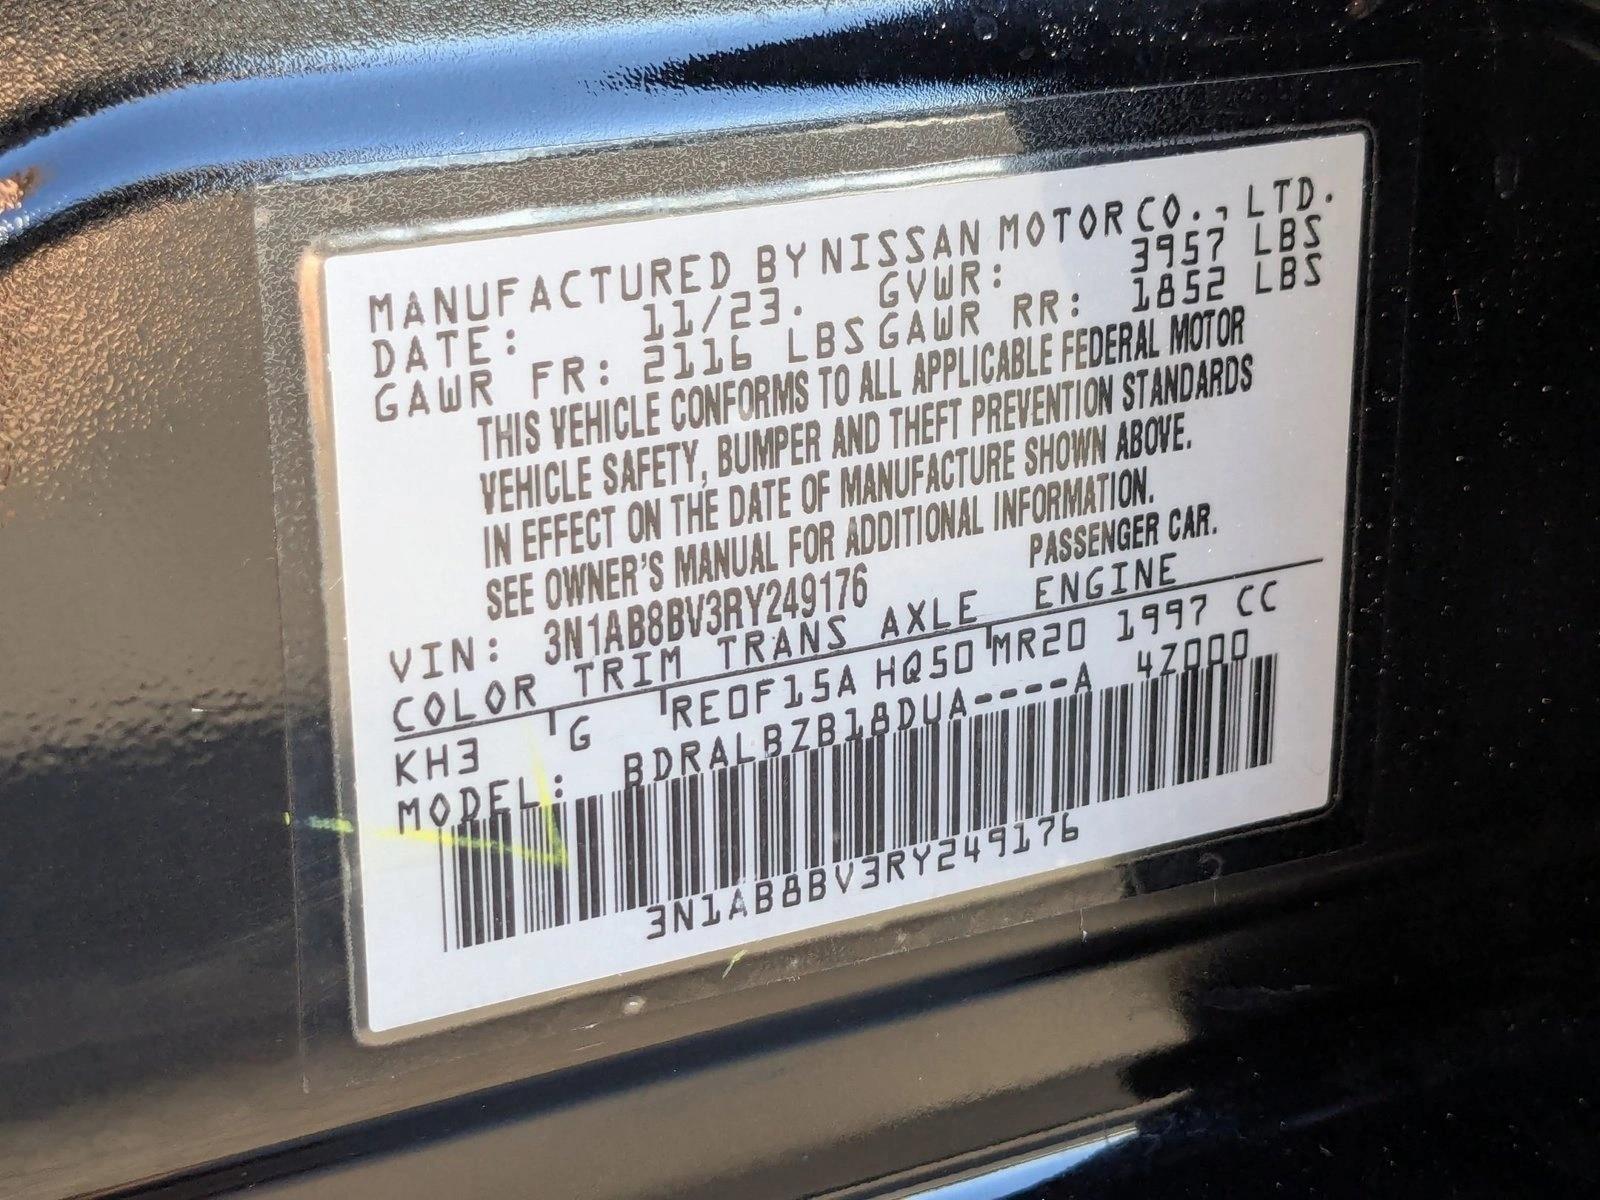 MANUFACTURED BY NISSAN MOTOR CO., LTD.
DATE: 11/23. GVWR: 3957 LBS
GAWR FR: 2116 LBS GAWR RR: 1852 LBS
THIS VEHICLE CONFORMS TO ALL APPLICABLE FEDERAL MOTOR
VEHICLE SAFETY, BUMPER AND THEFT PREVENTION STANDARDS
IN EFFECT ON THE DATE OF MANUFACTURE SHOWN ABOVE.
SEE OWNER'S MANUAL FOR ADDITIONAL INFORMATION.
VIN: 3N1AB8BV3RY249176 PASSENGER CAR.
COLOR TRIM TRANS AXLE ENGINE
KH3 G RE0F15A HQ50 MR20 1997 CC
MODEL: BDRALBZB18DUA----A 4Z000
3N1AB8BV3RY249176